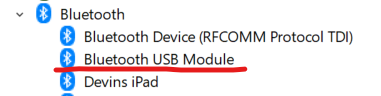 Bluetooth
Bluetooth Device (RFCOMM Protocol TDI)
Bluetooth USB Module
Devins iPad